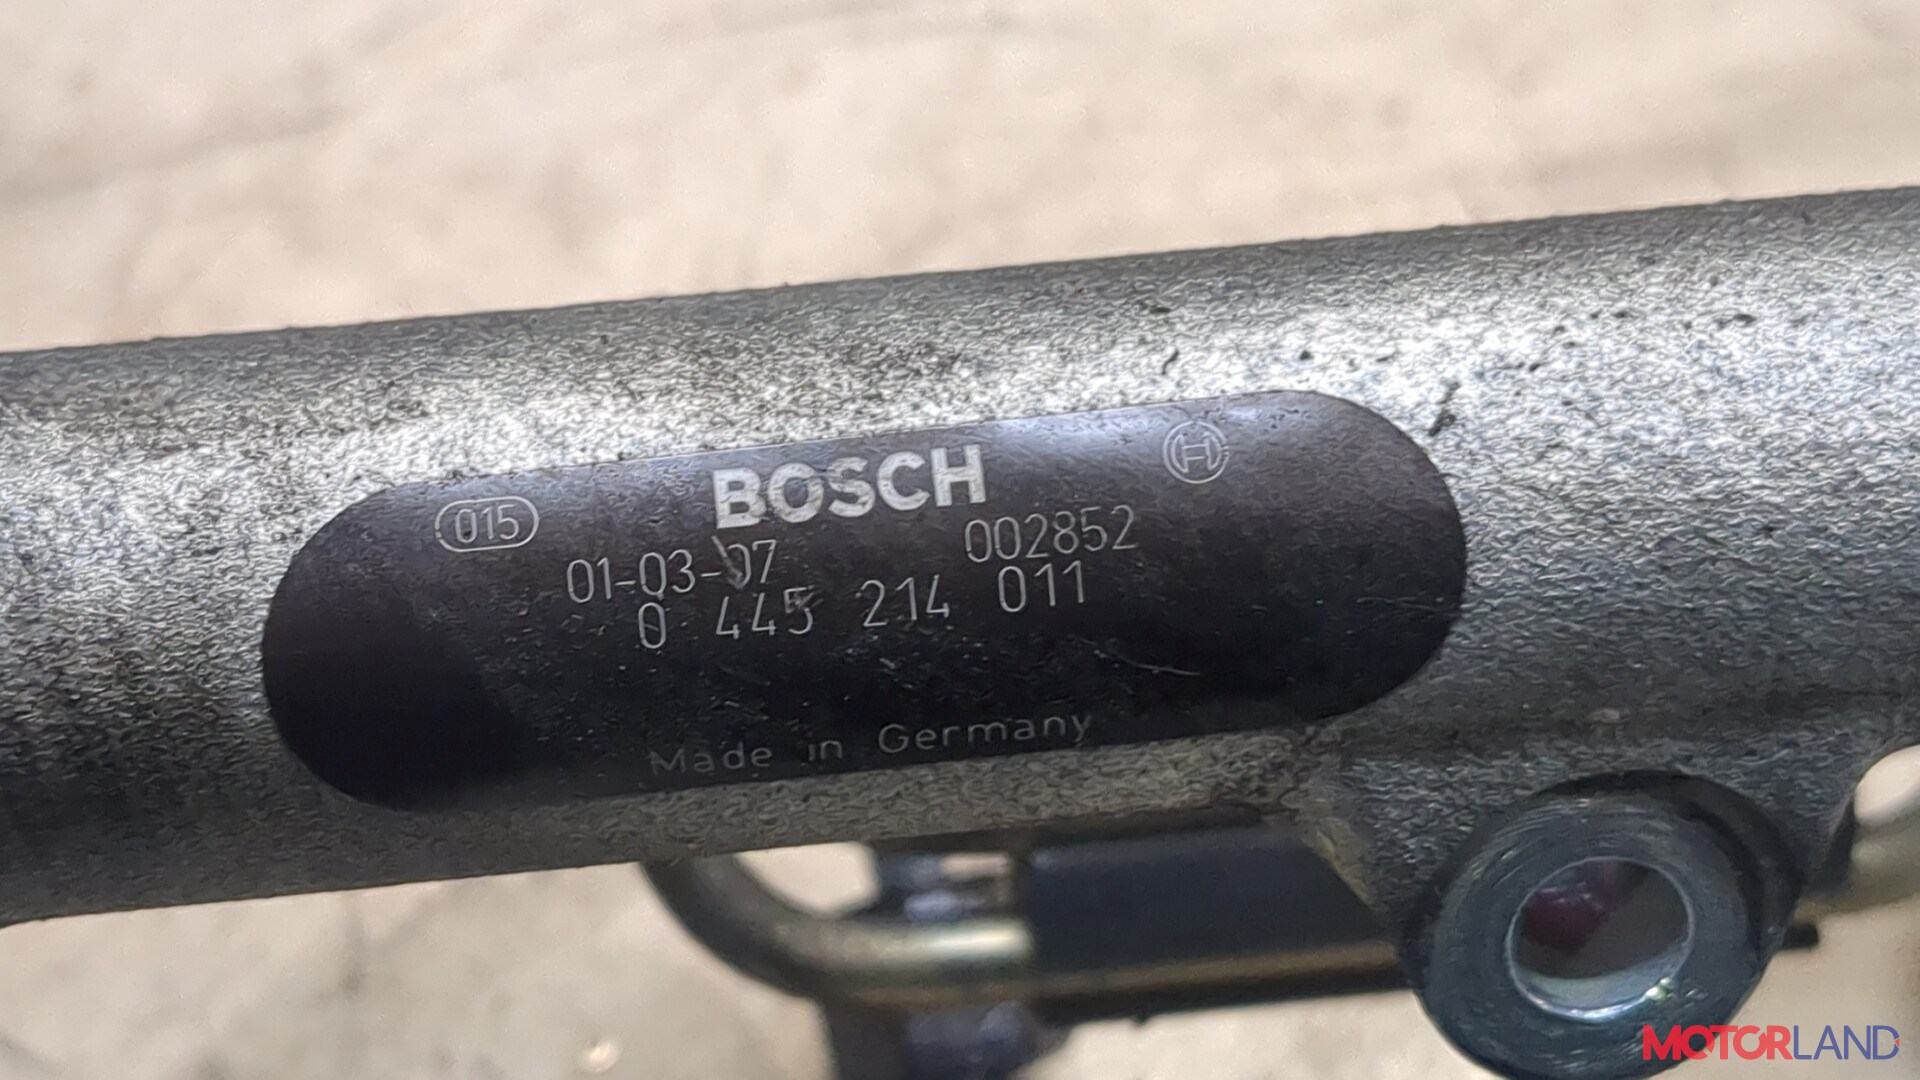 BOSCH
015
01-03-07 002852
0 445 214 011
Made in Germany
MOTORLAND